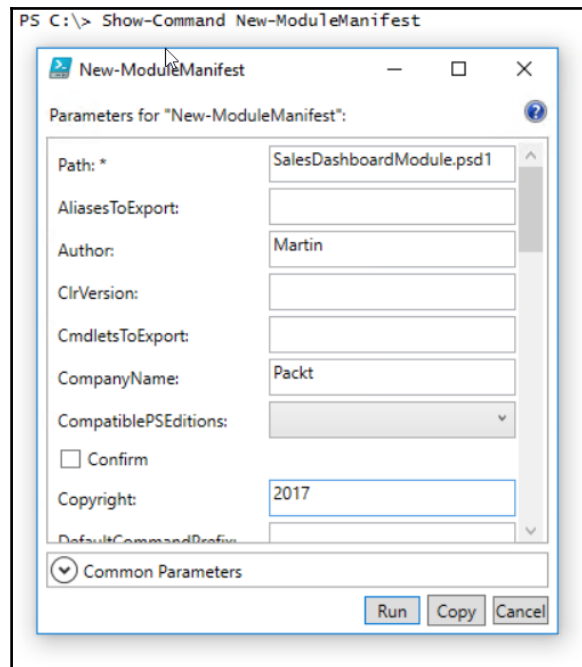 PS C:\> Show-Command New-ModuleManifest
New-ModuleManifest
Parameters for "New-ModuleManifest":
Path: * SalesDashboardModule.psd1
AliasesToExport:
Author: Martin
ClrVersion:
CmdletsToExport:
CompanyName: Packt
CompatiblePSEditions:
Confirm
Copyright: 2017
DefaultCommandPrefix:
Common Parameters
Run Copy Cancel